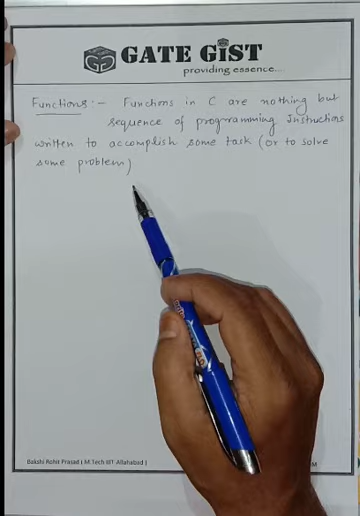 GATE GIST
providing essence...
Functions :- Functions in C are nothing but
sequence of programming Instructions
written to accomplish some task (or to solve
some problem)
Bakshi Rohit Prasad ( M.Tech IIIT Allahabad )